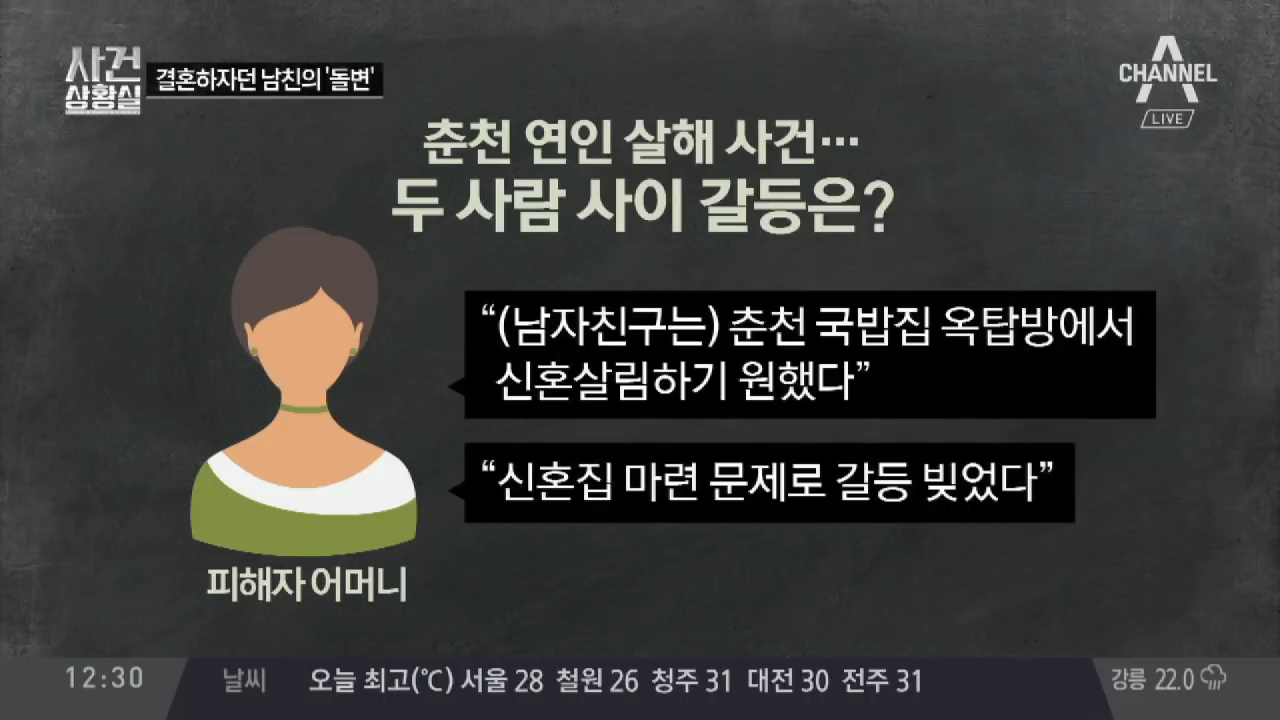 사건
상황실
결혼하자던 남친의 '돌변'
CHANNEL A
LIVE
춘천 연인 살해 사건…
두 사람 사이 갈등은?
“(남자친구는) 춘천 국밥집 옥탑방에서
신혼살림하기 원했다”
“신혼집 마련 문제로 갈등 빚었다”
피해자 어머니
12:30
날씨
오늘 최고(℃) 서울 28 철원 26 청주 31 대전 30 전주 31
강릉 22.0